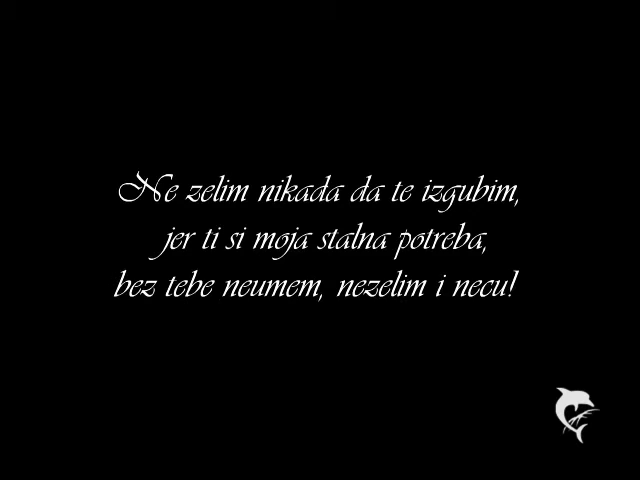 Ne zelim nikada da te izgubim,
jer ti si moja stalna potreba,
bez tebe neumem, nezelim i necu!